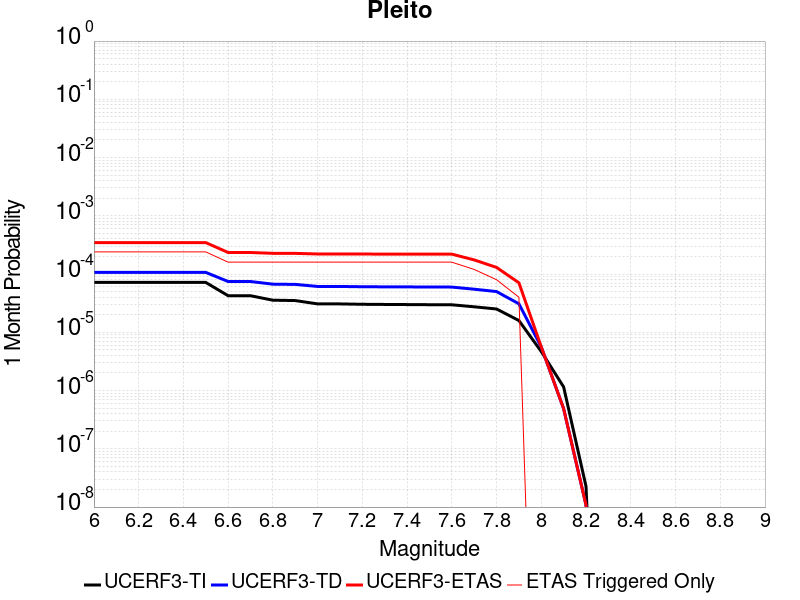 Pleito
10^0
10^-1
10^-2
10^-3
10^-4
10^-5
10^-6
10^-7
10^-8
1 Month Probability
6 6.2 6.4 6.6 6.8 7 7.2 7.4 7.6 7.8 8 8.2 8.4 8.6 8.8 9
Magnitude
UCERF3-TI UCERF3-TD UCERF3-ETAS ETAS Triggered Only